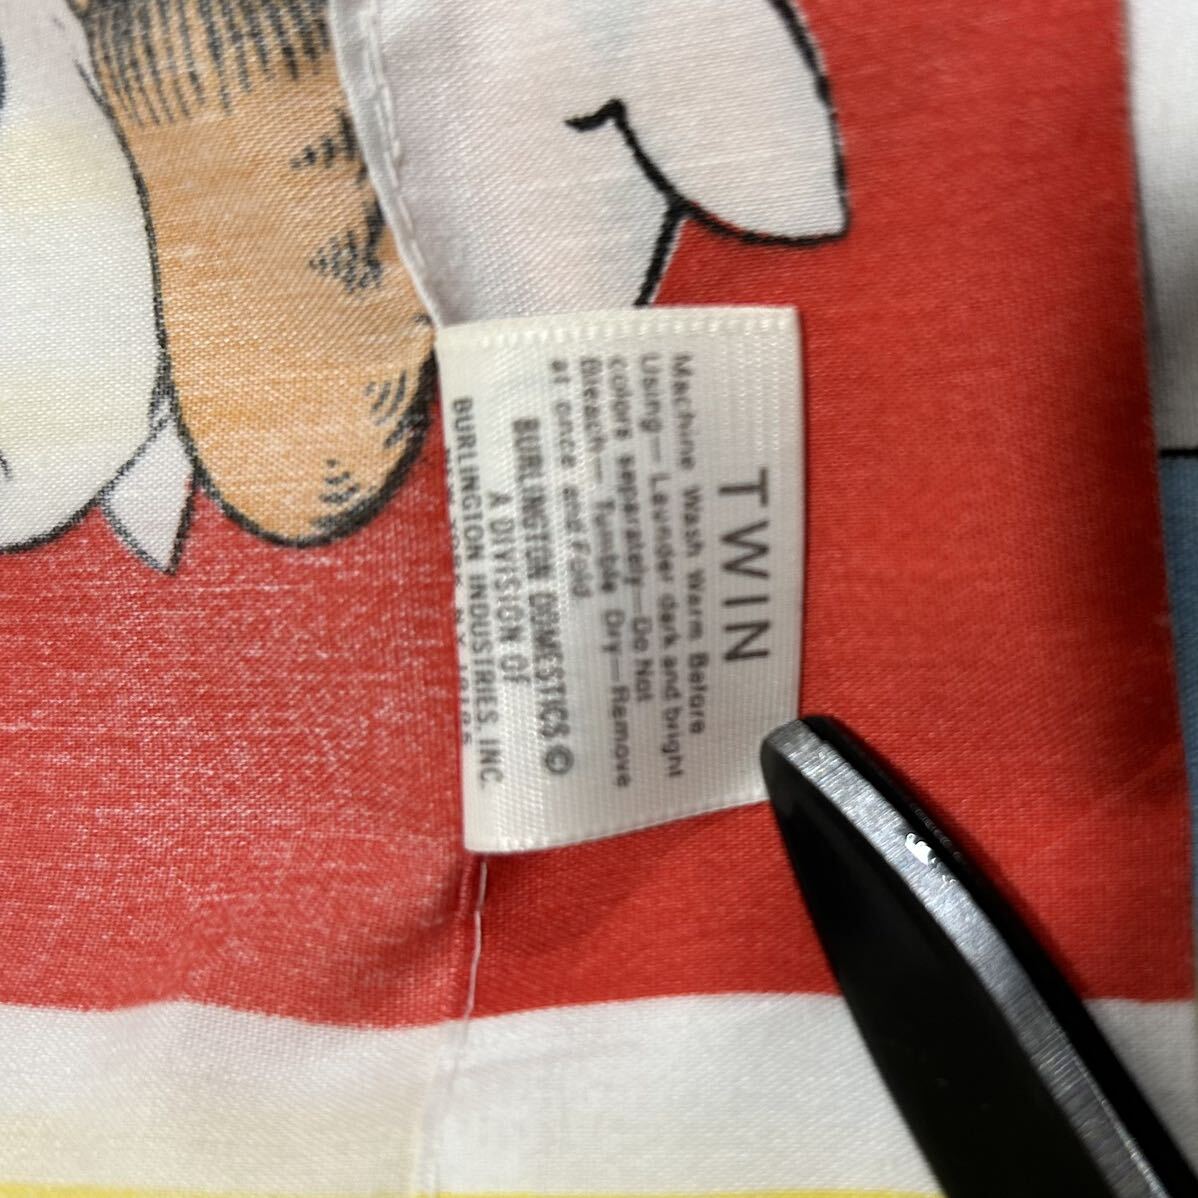 TWIN
Machine Wash Warm Before
Using—Launder dark and bright
colors separately—Do Not
Bleach—Tumble Dry—Remove
at once and Fold
BURLINGTON DOMESTICS ©
A DIVISION OF
BURLINGTON INDUSTRIES, INC.